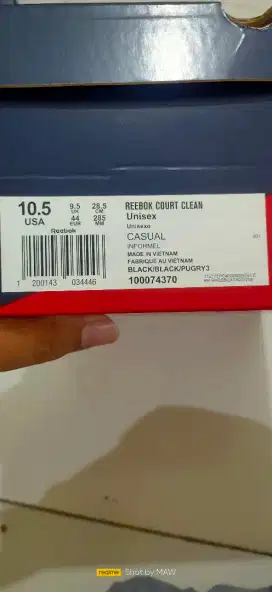 10.5
USA
9.5
UK
28.5
CM
44
EUR
285
MM
Reebok
1 200143 034446
REEBOK COURT CLEAN
Unisex
Unisexe
CASUAL
INFORMEL
MADE IN VIETNAM
FABRIQUÉ AU VIETNAM
BLACK/BLACK/PUGRY3
100074370
realme Shot by MAW